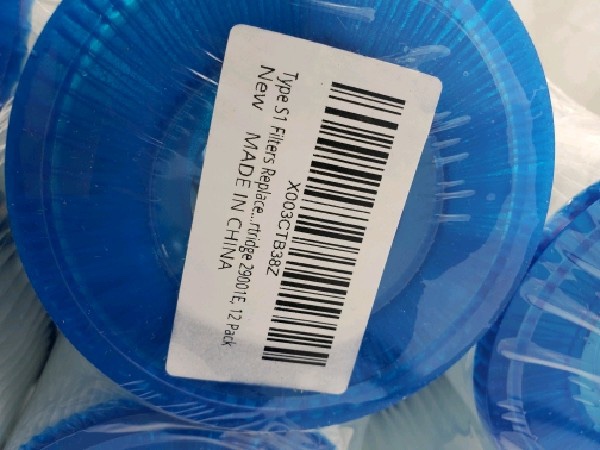 X003CTB38Z
Type S1 Filters Replace...rtridge 29001E, 12 Pack
New MADE IN CHINA